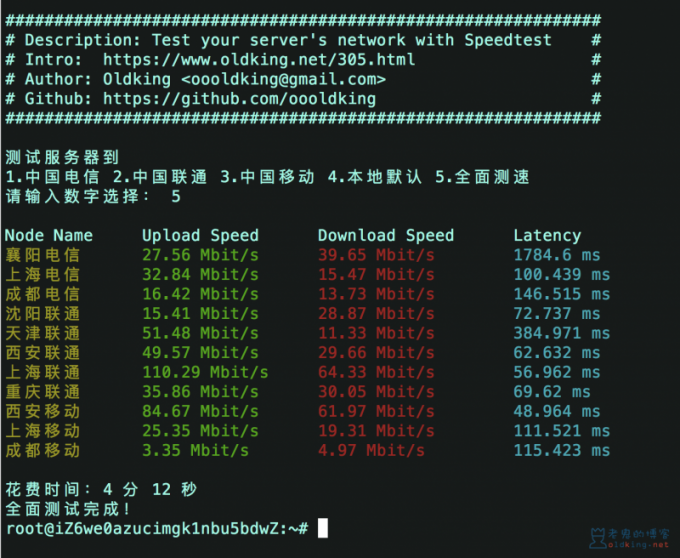 #############################################################
# Description: Test your server's network with Speedtest #
# Intro: https://www.oldking.net/305.html #
# Author: Oldking <oooldking@gmail.com> #
# Github: https://github.com/oooldking #
#############################################################
测试服务器到
1.中国电信 2.中国联通 3.中国移动 4.本地默认 5.全面测速
请输入数字选择： 5
Node Name Upload Speed Download Speed Latency
襄阳电信 27.56 Mbit/s 39.65 Mbit/s 1784.6 ms
上海电信 32.84 Mbit/s 15.47 Mbit/s 100.439 ms
成都电信 16.42 Mbit/s 13.73 Mbit/s 146.515 ms
沈阳联通 15.41 Mbit/s 28.87 Mbit/s 72.737 ms
天津联通 51.48 Mbit/s 11.33 Mbit/s 384.971 ms
西安联通 49.57 Mbit/s 29.66 Mbit/s 62.632 ms
上海联通 110.29 Mbit/s 64.33 Mbit/s 56.962 ms
重庆联通 35.86 Mbit/s 30.05 Mbit/s 69.62 ms
西安移动 84.67 Mbit/s 61.97 Mbit/s 48.964 ms
上海移动 25.35 Mbit/s 19.31 Mbit/s 111.521 ms
成都移动 3.35 Mbit/s 4.97 Mbit/s 115.423 ms
花费时间：4 分 12 秒
全面测试完成！
root@iZ6we0azucimgk1nbu5bdwZ:~#
老鬼的博客
oldking-net